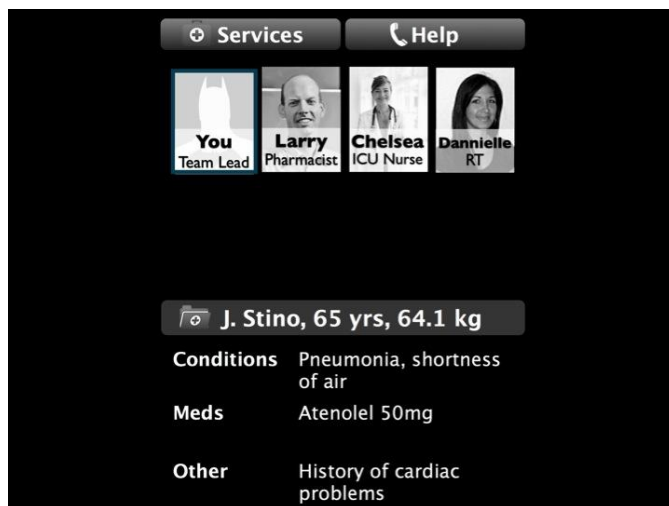 Services
Help
You
Team Lead
Larry
Pharmacist
Chelsea
ICU Nurse
Dannielle
RT
J. Stino, 65 yrs, 64.1 kg
Conditions Pneumonia, shortness
of air
Meds Atenolel 50mg
Other History of cardiac
problems